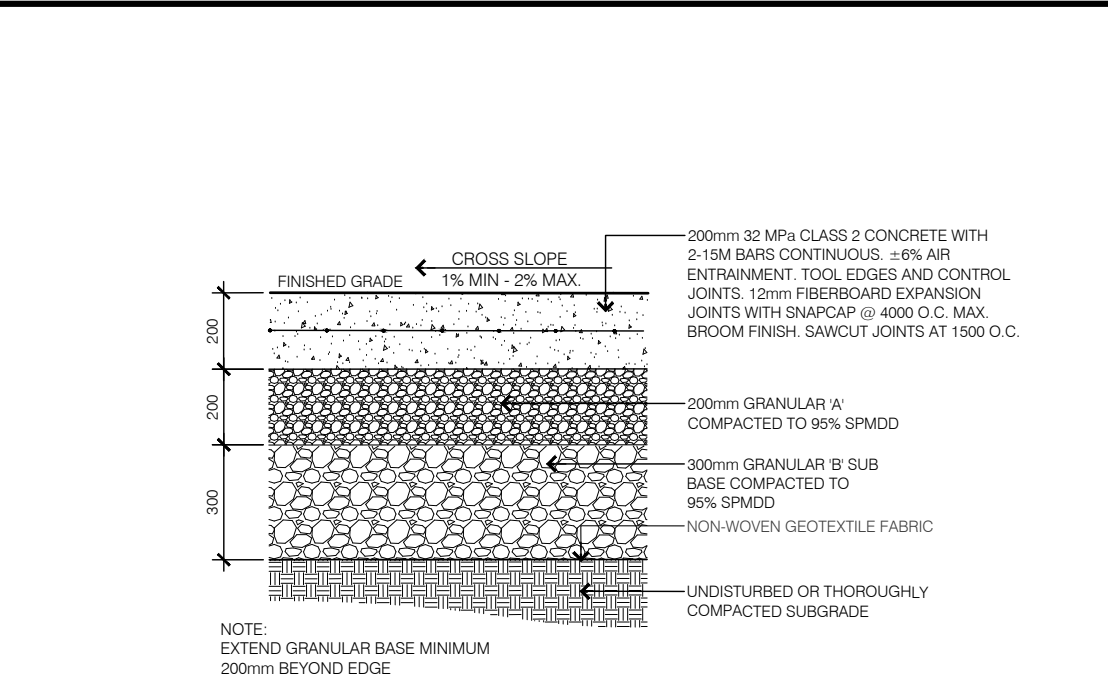 200mm 32 MPa CLASS 2 CONCRETE WITH
2-15M BARS CONTINUOUS. ±6% AIR
ENTRAINMENT. TOOL EDGES AND CONTROL
JOINTS. 12mm FIBERBOARD EXPANSION
JOINTS WITH SNAPCAP @ 4000 O.C. MAX.
BROOM FINISH. SAWCUT JOINTS AT 1500 O.C.
CROSS SLOPE
1% MIN - 2% MAX.
FINISHED GRADE
200
200
300
200mm GRANULAR 'A'
COMPACTED TO 95% SPMDD
300mm GRANULAR 'B' SUB
BASE COMPACTED TO
95% SPMDD
NON-WOVEN GEOTEXTILE FABRIC
UNDISTURBED OR THOROUGHLY
COMPACTED SUBGRADE
NOTE:
EXTEND GRANULAR BASE MINIMUM
200mm BEYOND EDGE